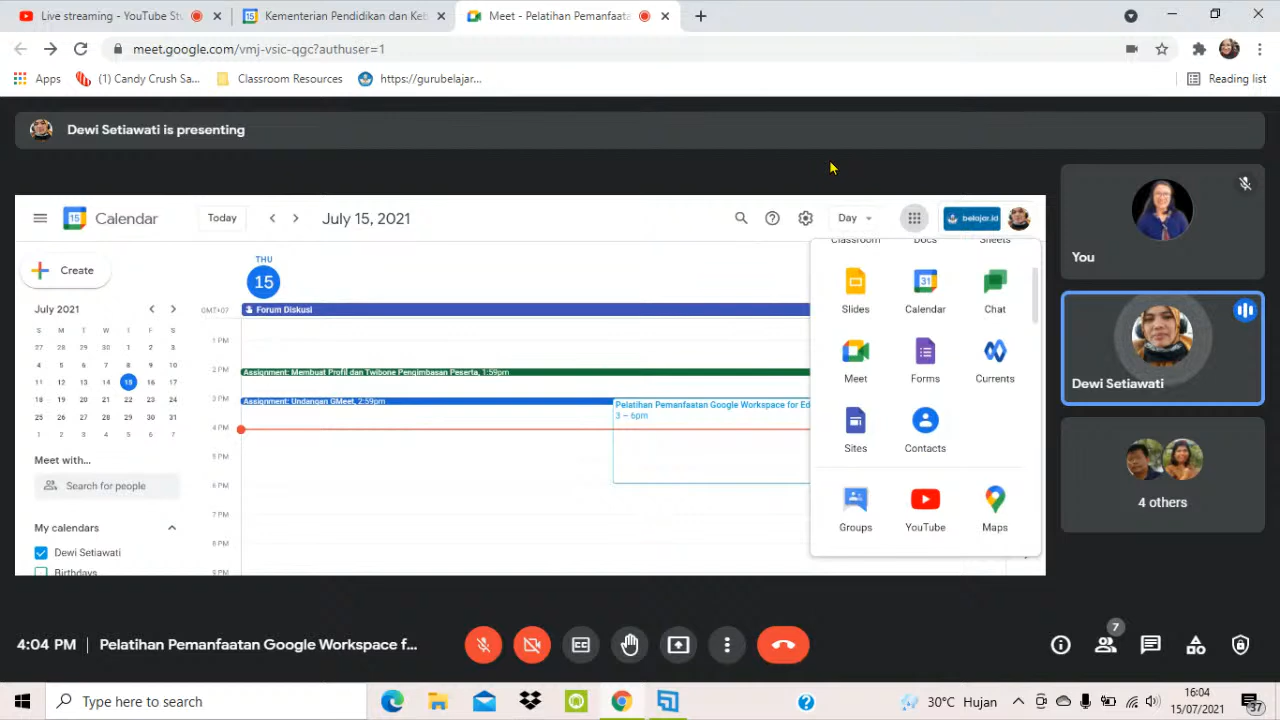 Live streaming - YouTube St
Kementerian Pendidikan dan Ke
Meet - Pelatihan Pemanfaata
meet.google.com/vmj-vsic-qgc?authuser=1
Apps
(1) Candy Crush Sa...
Classroom Resources
https://gurubelajar...
Reading list
Dewi Setiawati is presenting
15
Calendar
Today
July 15, 2021
Day
belajar.id
Create
THU
15
GMT+07
Forum Diskusi
July 2021
S M T W T F S
27 28 29 30 1 2 3
4 5 6 7 8 9 10
11 12 13 14 15 16 17
18 19 20 21 22 23 24
25 26 27 28 29 30 31
1 2 3 4 5 6 7
1 PM
2 PM
Assignment: Membuat Profil dan Twibone Pengimbasan Peserta, 1:59pm
3 PM
Assignment: Undangan GMeet, 2:59pm
Pelatihan Pemanfaatan Google Workspace for Ed
3 – 6pm
4 PM
5 PM
6 PM
7 PM
8 PM
5 PM
Meet with...
Search for people
My calendars
Dewi Setiawati
Birthdays
Classroom
Docs
Sheets
Slides
31
Calendar
Chat
Meet
Forms
Currents
Sites
Contacts
Groups
YouTube
Maps
You
Dewi Setiawati
4 others
4:04 PM
Pelatihan Pemanfaatan Google Workspace f...
CC
7
Type here to search
30°C Hujan
16:04
15/07/2021
37